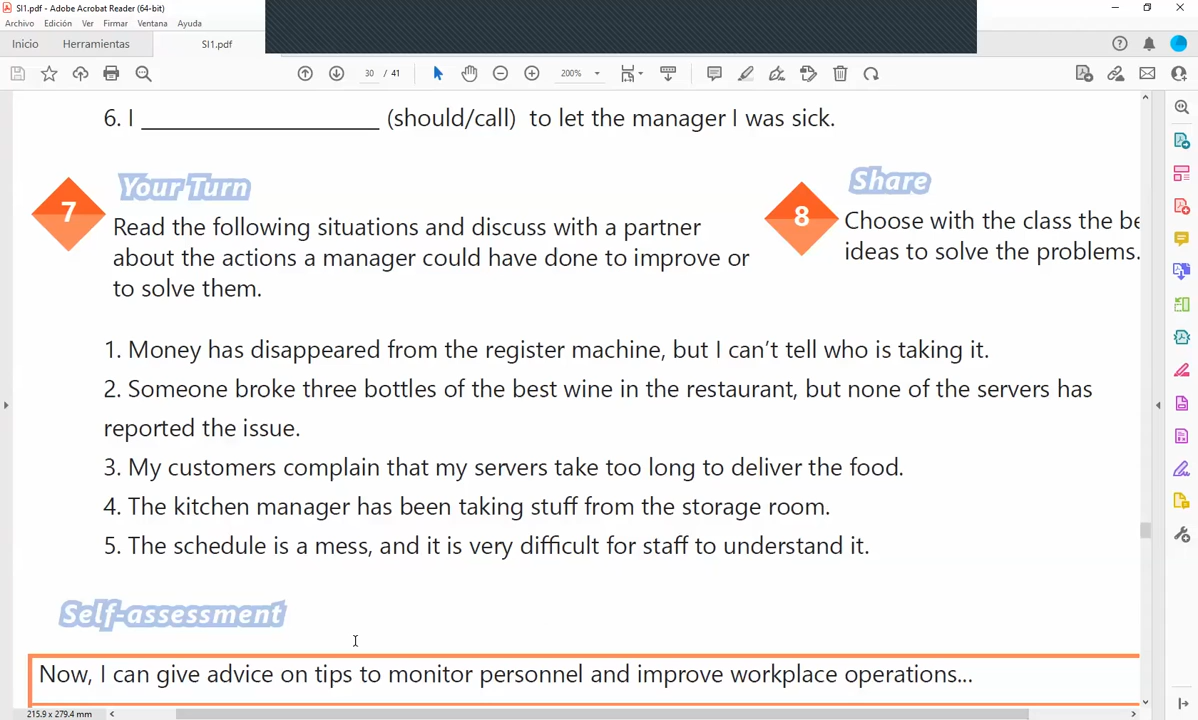 SI1.pdf - Adobe Acrobat Reader (64-bit)
Archivo Edición Ver Firmar Ventana Ayuda
Inicio Herramientas SI1.pdf
30 / 41 200%
6. I ____________________ (should/call) to let the manager I was sick.
7
Your Turn
Read the following situations and discuss with a partner
about the actions a manager could have done to improve or
to solve them.
8
Share
Choose with the class the be
ideas to solve the problems.
1. Money has disappeared from the register machine, but I can't tell who is taking it.
2. Someone broke three bottles of the best wine in the restaurant, but none of the servers has
reported the issue.
3. My customers complain that my servers take too long to deliver the food.
4. The kitchen manager has been taking stuff from the storage room.
5. The schedule is a mess, and it is very difficult for staff to understand it.
Self-assessment
Now, I can give advice on tips to monitor personnel and improve workplace operations...
215.9 x 279.4 mm